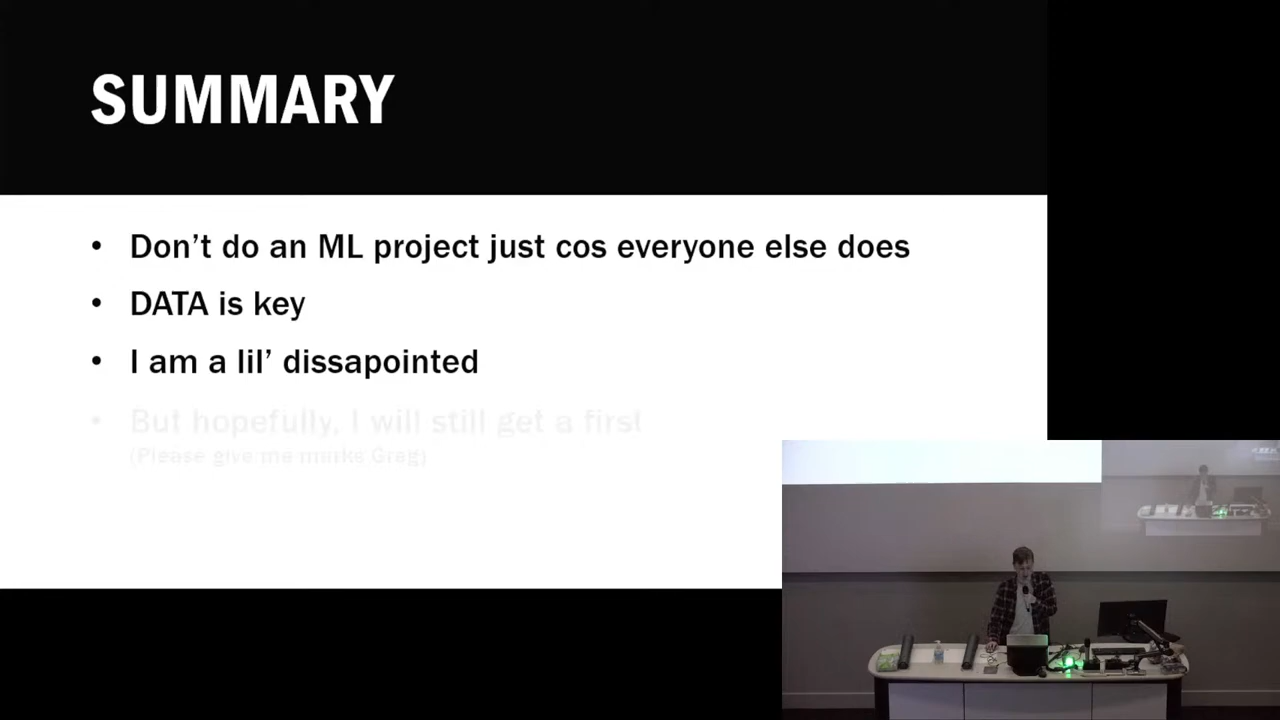 SUMMARY
• Don't do an ML project just cos everyone else does
• DATA is key
• I am a lil' dissapointed
• But hopefully, I will still get a first
(Please give me marks Greg)